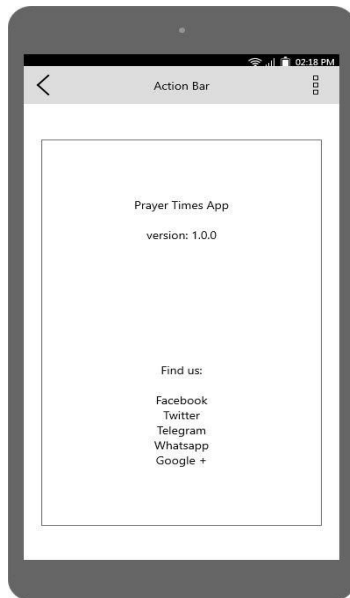 02:18 PM
Action Bar
Prayer Times App
version: 1.0.0
Find us:
Facebook
Twitter
Telegram
Whatsapp
Google +